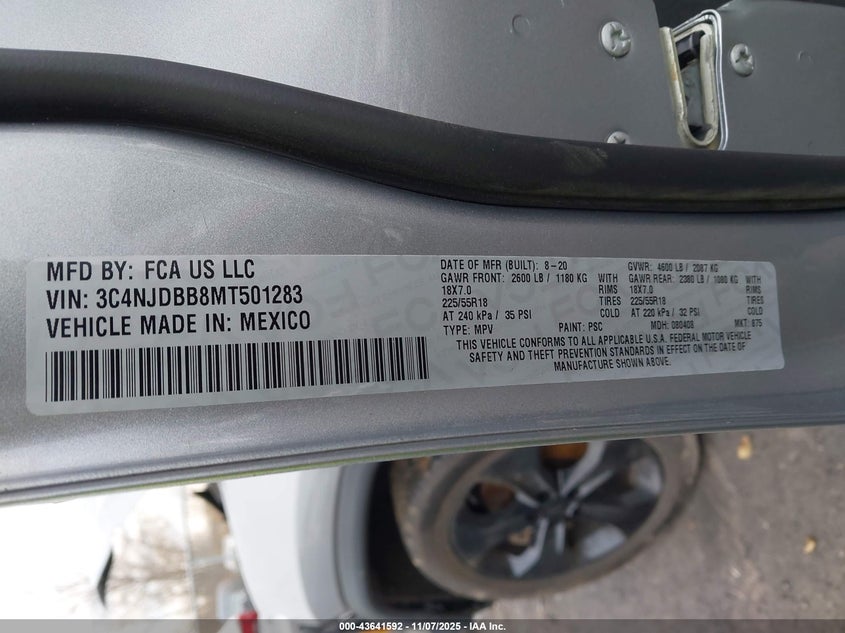 MFD BY: FCA US LLC
VIN: 3C4NJDBB8MT501283
VEHICLE MADE IN: MEXICO
DATE OF MFR (BUILT): 8-20 GVWR: 4600 LB / 2087 KG
GAWR FRONT: 2600 LB / 1180 KG WITH GAWR REAR: 2380 LB / 1080 KG WITH
18X7.0 RIMS 18X7.0 RIMS
225/55R18 TIRES 225/55R18 TIRES
AT 240 kPa / 35 PSI COLD AT 220 kPa / 32 PSI COLD
TYPE: MPV PAINT: PSC MDH: 080408 MKT: 875
THIS VEHICLE CONFORMS TO ALL APPLICABLE U.S.A. FEDERAL MOTOR VEHICLE
SAFETY AND THEFT PREVENTION STANDARDS IN EFFECT ON THE DATE OF
MANUFACTURE SHOWN ABOVE.
000-43641592 - 11/07/2025 - IAA Inc.